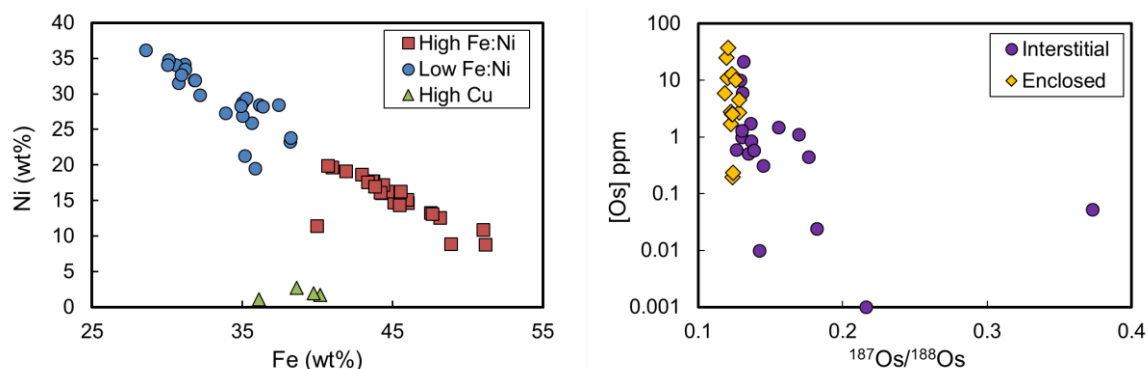 40
35
30
25
20
15
10
5
0
Ni (wt%)
25
35
45
55
Fe (wt%)
High Fe:Ni
Low Fe:Ni
High Cu
100
10
1
0.1
0.01
0.001
[Os] ppm
0.1
0.2
0.3
0.4
¹⁸⁷Os/¹⁸⁸Os
Interstitial
Enclosed